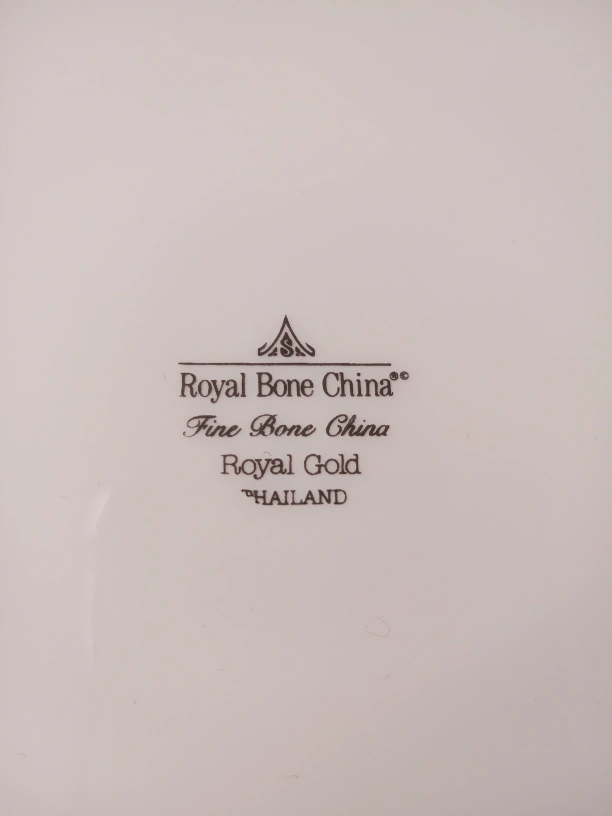 S
Royal Bone China®©
Fine Bone China
Royal Gold
THAILAND